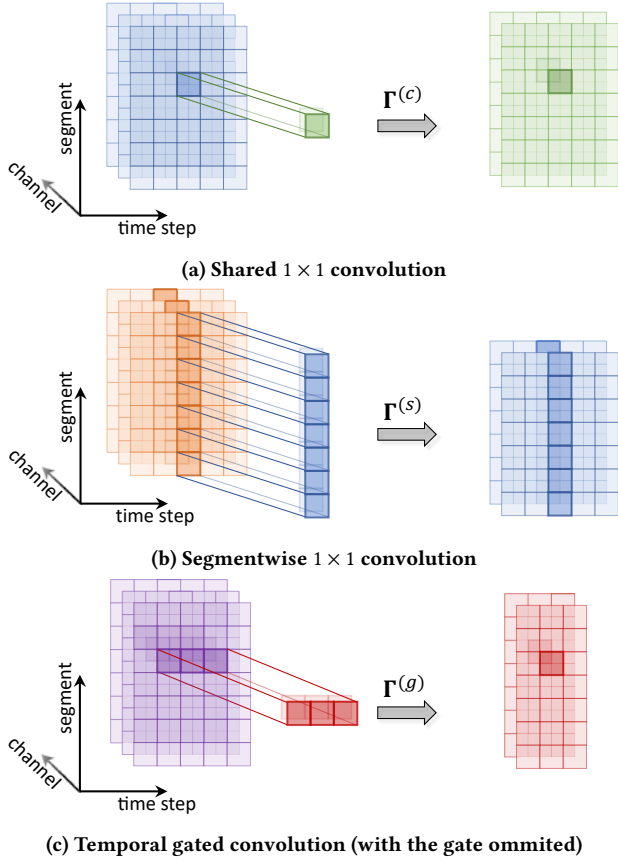 segment
channel
time step
Γ(c)
(a) Shared 1 × 1 convolution
segment
channel
time step
Γ(s)
(b) Segmentwise 1 × 1 convolution
segment
channel
time step
Γ(g)
(c) Temporal gated convolution (with the gate ommited)